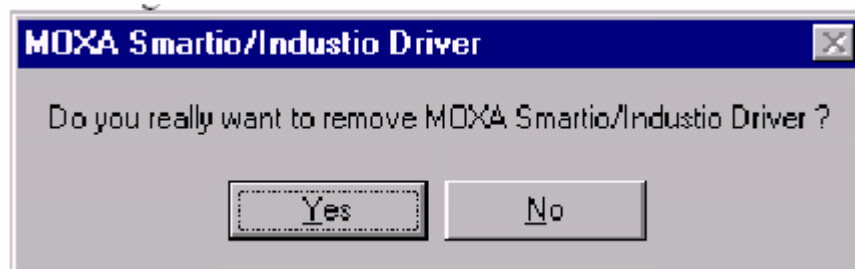 MOXA Smartio/Industio Driver
Do you really want to remove MOXA Smartio/Industio Driver ?
Yes No